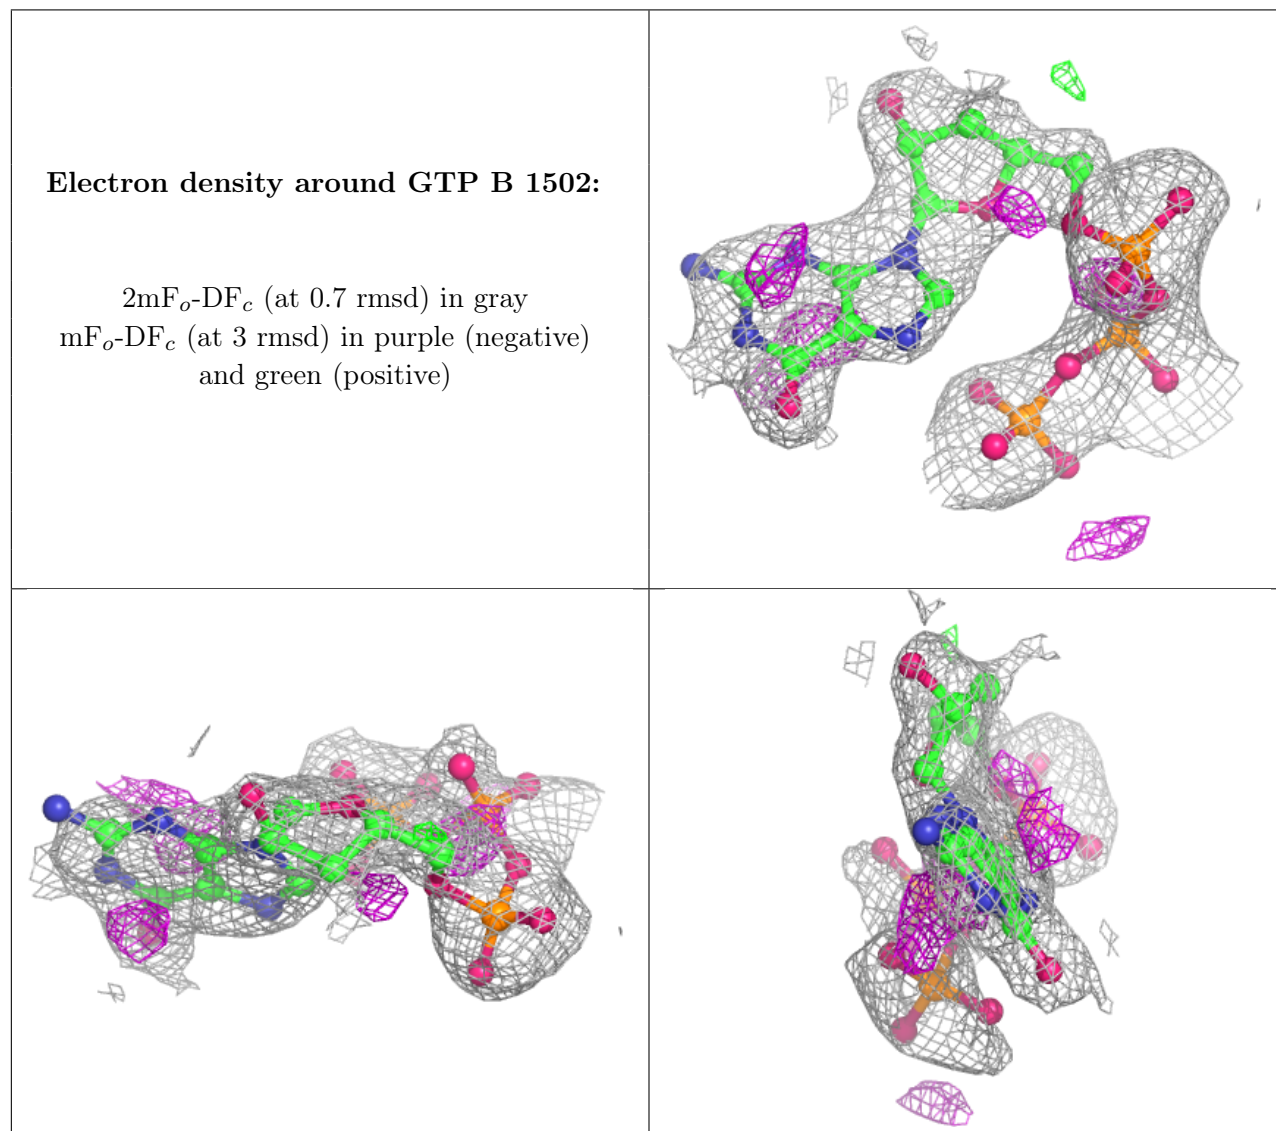 Electron density around GTP B 1502:
2mFo-DFc (at 0.7 rmsd) in gray
mFo-DFc (at 3 rmsd) in purple (negative)
and green (positive)